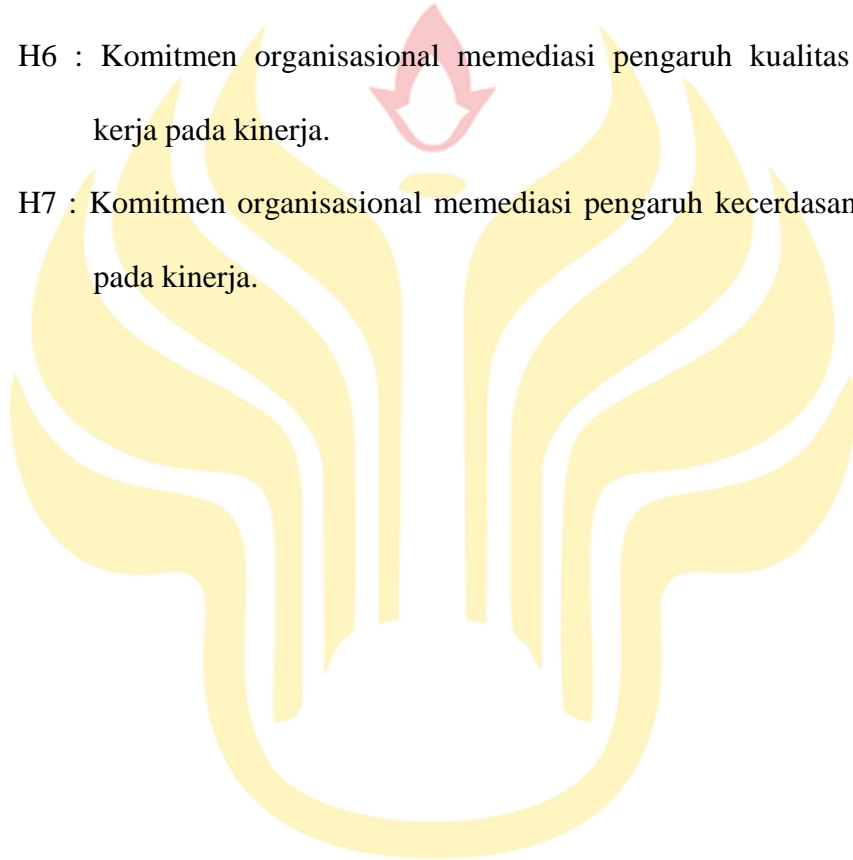 H6 : Komitmen organisasional memediasi pengaruh kualitas
kerja pada kinerja.
H7 : Komitmen organisasional memediasi pengaruh kecerdasan
pada kinerja.